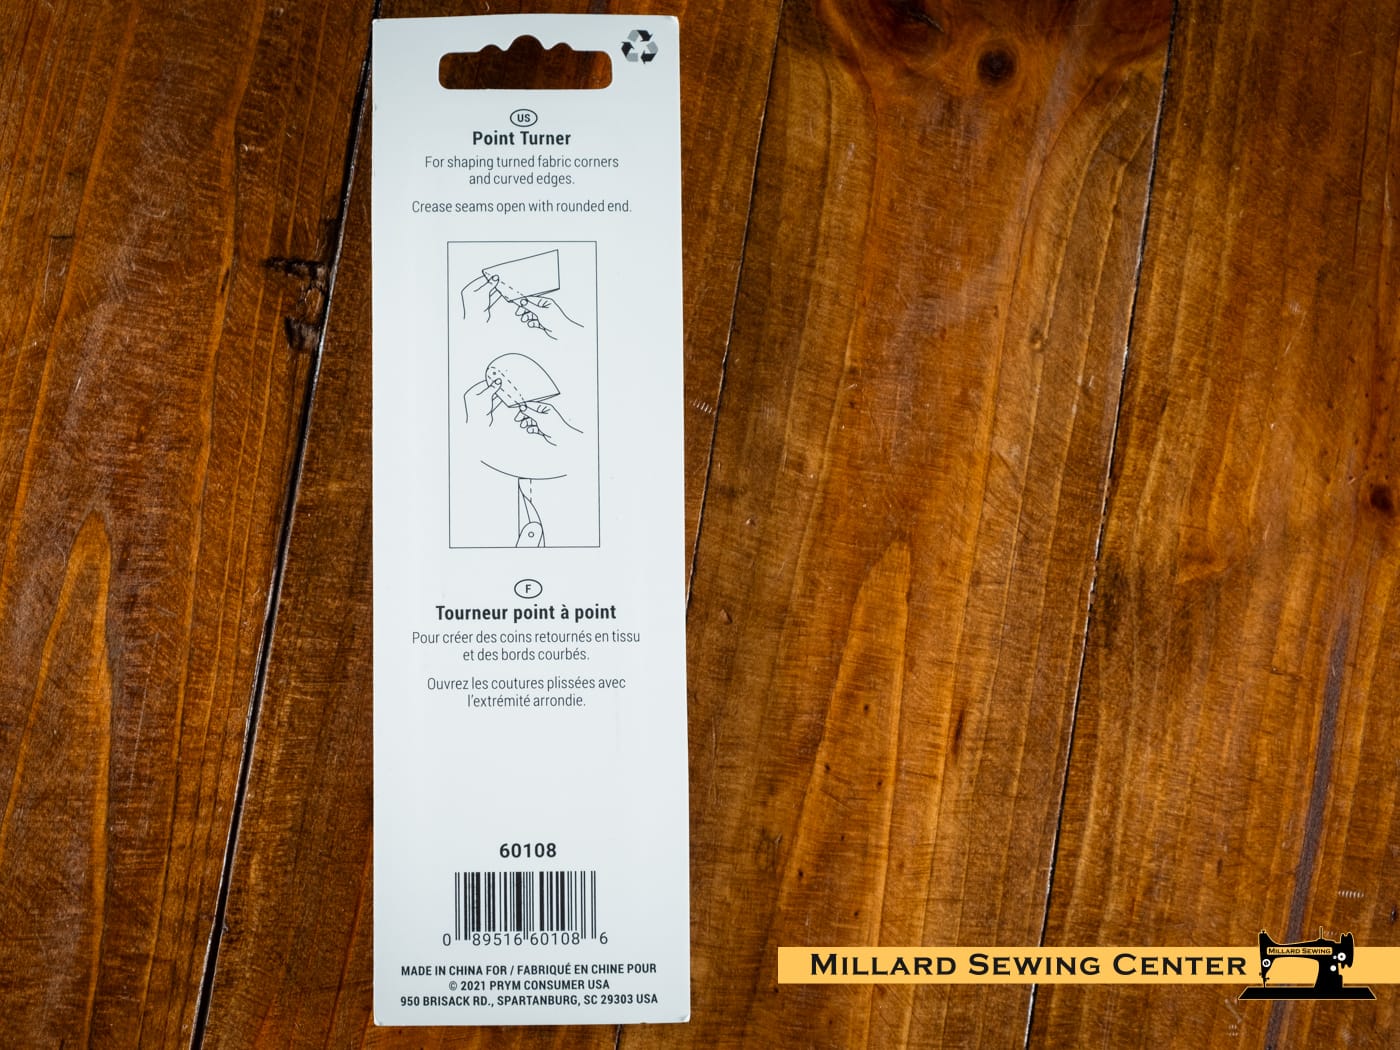 US
Point Turner
For shaping turned fabric corners
and curved edges.
Crease seams open with rounded end.
F
Tourneur point à point
Pour créer des coins retournés en tissu
et des bords courbés.
Ouvrez les coutures plissées avec
l'extrémité arrondie.
60108
0 89516 60108 6
MADE IN CHINA FOR / FABRIQUÉ EN CHINE POUR
© 2021 PRYM CONSUMER USA
950 BRISACK RD., SPARTANBURG, SC 29303 USA
MILLARD SEWING CENTER
MILLARD SEWING